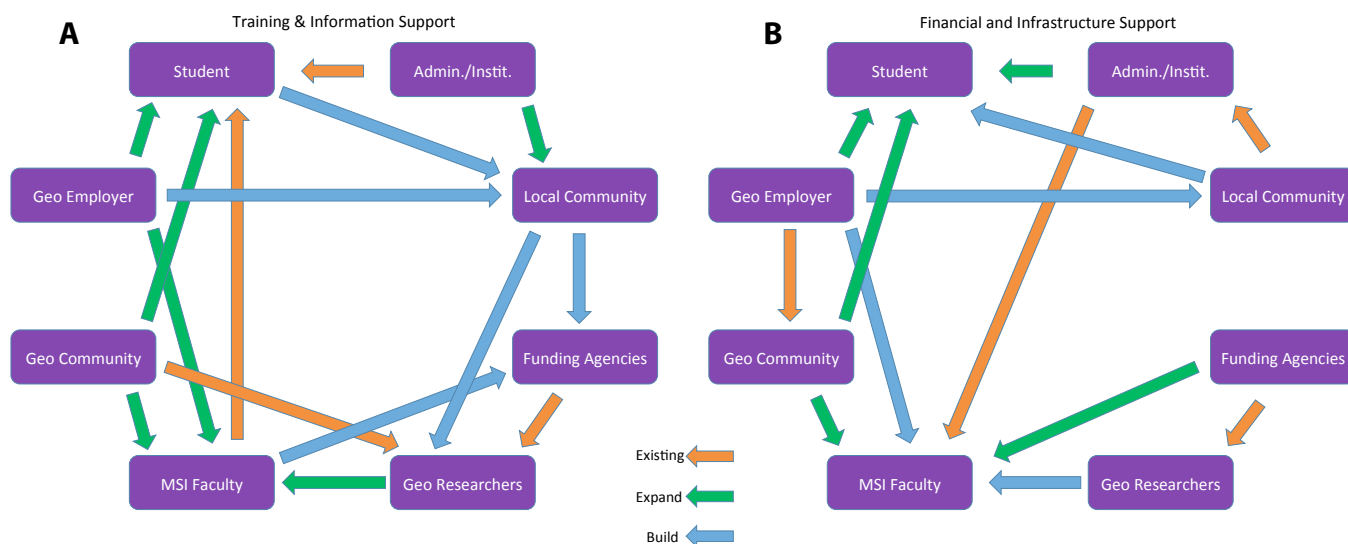 A
Training & Information Support
Student
Admin./Instit.
Geo Employer
Local Community
Geo Community
Funding Agencies
MSI Faculty
Geo Researchers
Existing
Expand
Build
B
Financial and Infrastructure Support
Student
Admin./Instit.
Geo Employer
Local Community
Geo Community
Funding Agencies
MSI Faculty
Geo Researchers